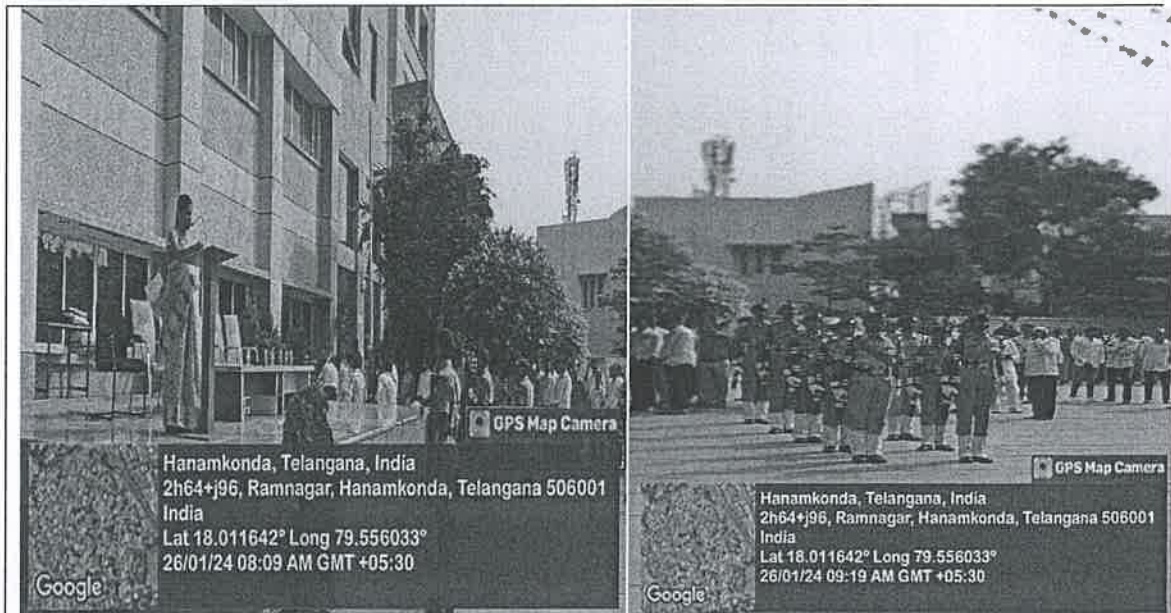 GPS Map Camera
Hanamkonda, Telangana, India
2h64+j96, Ramnagar, Hanamkonda, Telangana 506001
India
Lat 18.011642° Long 79.556033°
26/01/24 08:09 AM GMT +05:30
Google
GPS Map Camera
Hanamkonda, Telangana, India
2h64+j96, Ramnagar, Hanamkonda, Telangana 506001
India
Lat 18.011642° Long 79.556033°
26/01/24 09:19 AM GMT +05:30
Google